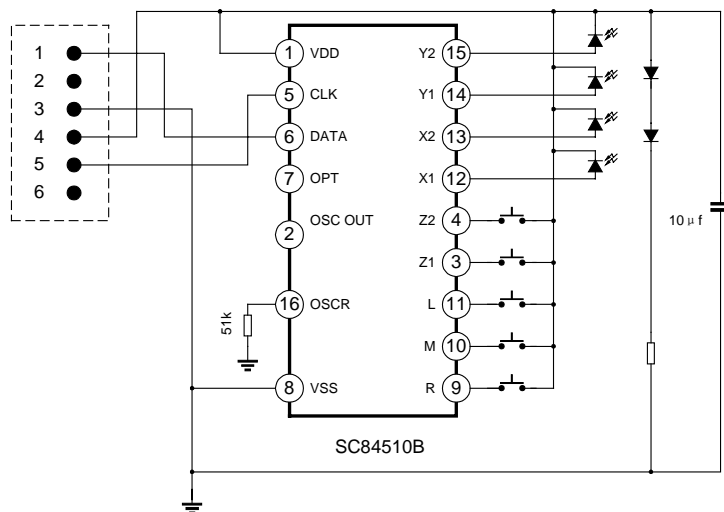 1
2
3
4
5
6
1 VDD
5 CLK
6 DATA
7 OPT
2 OSC OUT
16 OSCR
8 VSS
Y2 15
Y1 14
X2 13
X1 12
Z2 4
Z1 3
L 11
M 10
R 9
51k
10 μ f
SC84510B